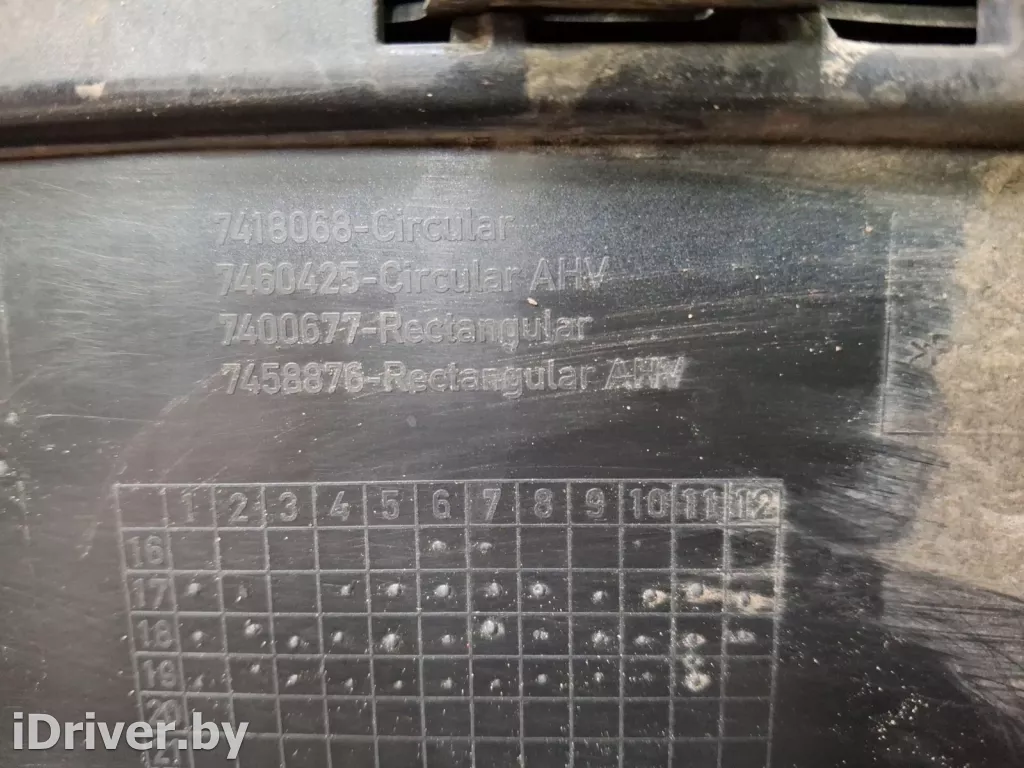 7418068-Circular
7460425-Circular AHV
7400677-Rectangular
7458876-Rectangular AHV
1 2 3 4 5 6 7 8 9 10 11 12
16
17
18
19
20
iDriver.by